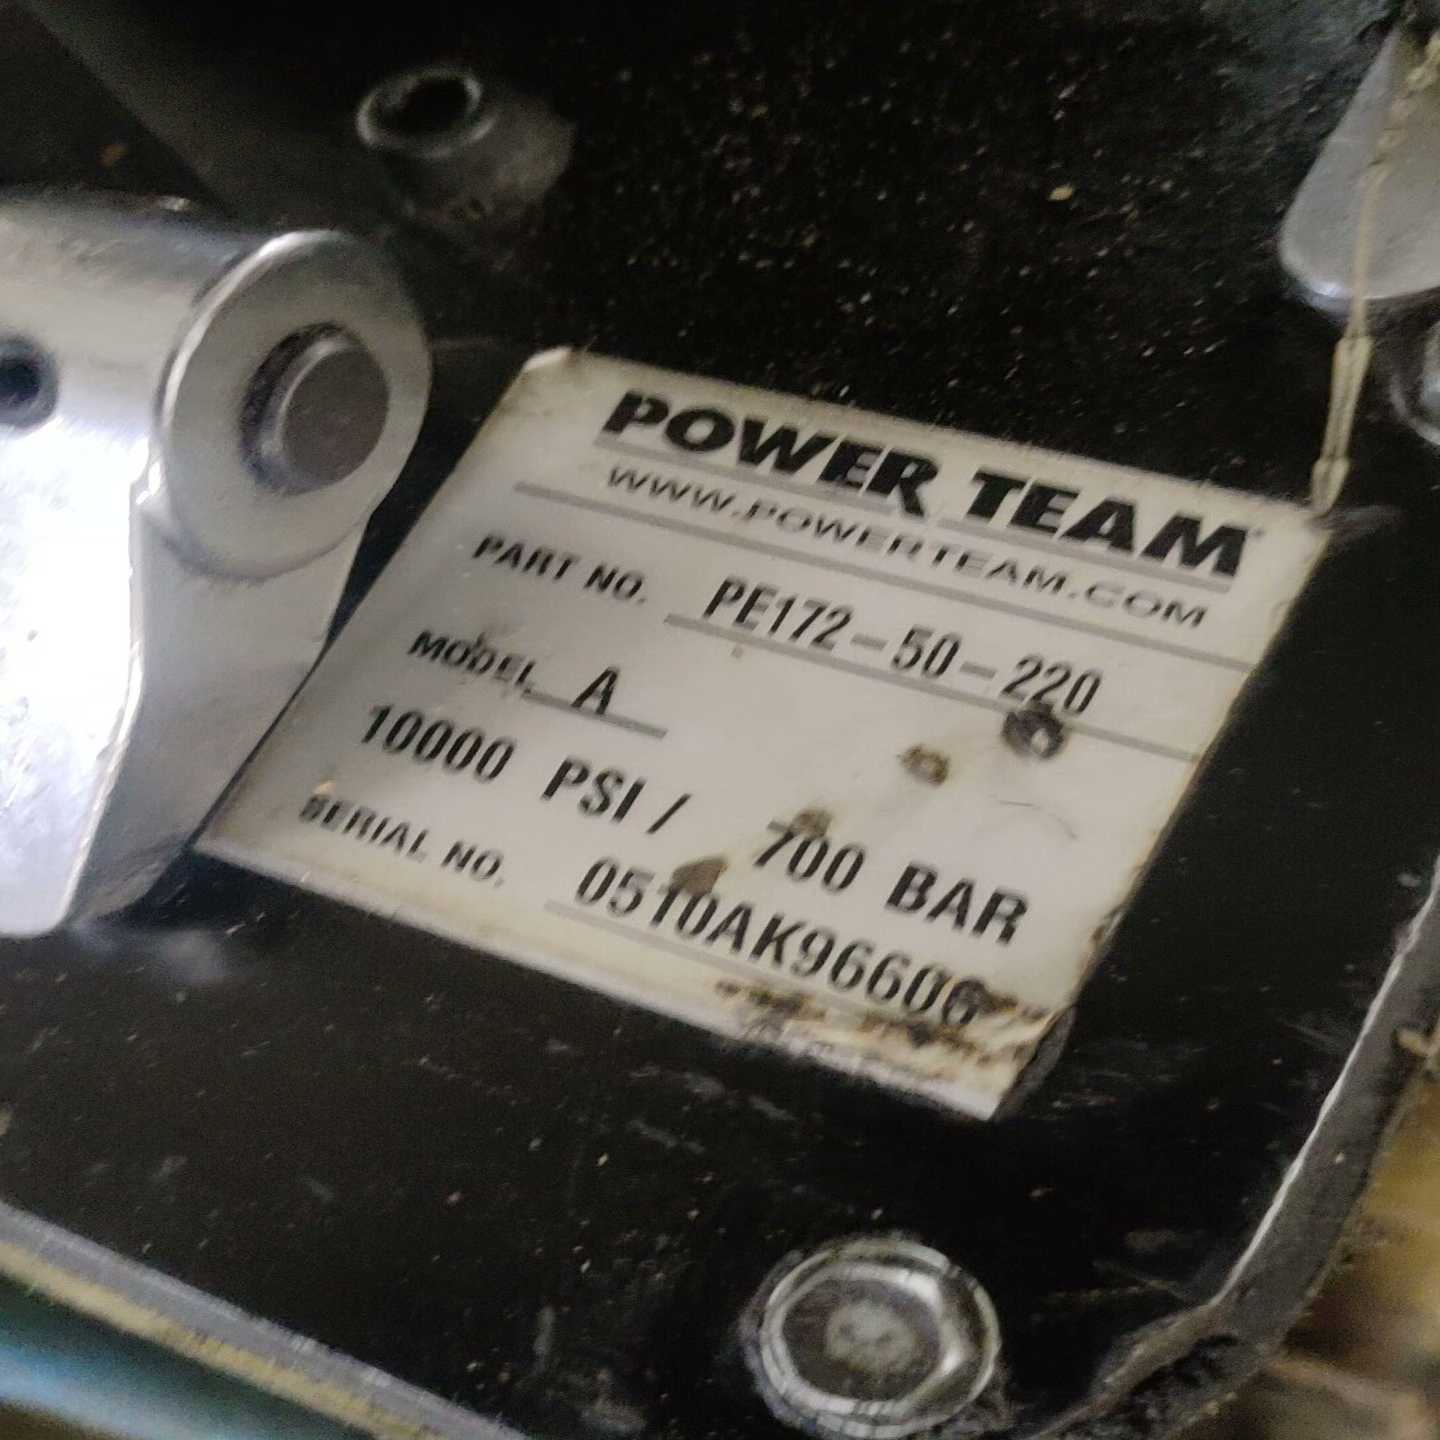 POWER TEAM
WWW.POWERTEAM.COM
PART NO. PE172-50-220
MODEL A
10000 PSI / 700 BAR
SERIAL NO. 0510AK96606